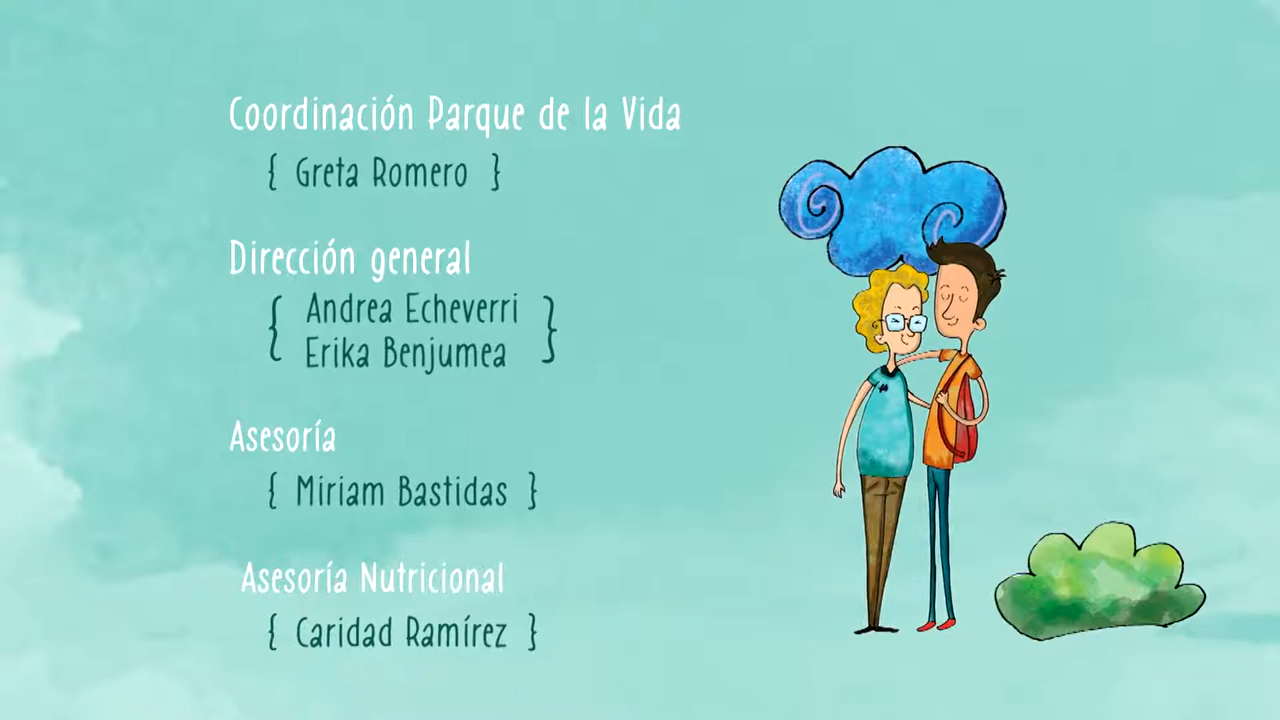 Coordinación Parque de la Vida
{ Greta Romero }
Dirección general
{ Andrea Echeverri
Erika Benjumea }
Asesoría
{ Miriam Bastidas }
Asesoría Nutricional
{ Caridad Ramírez }